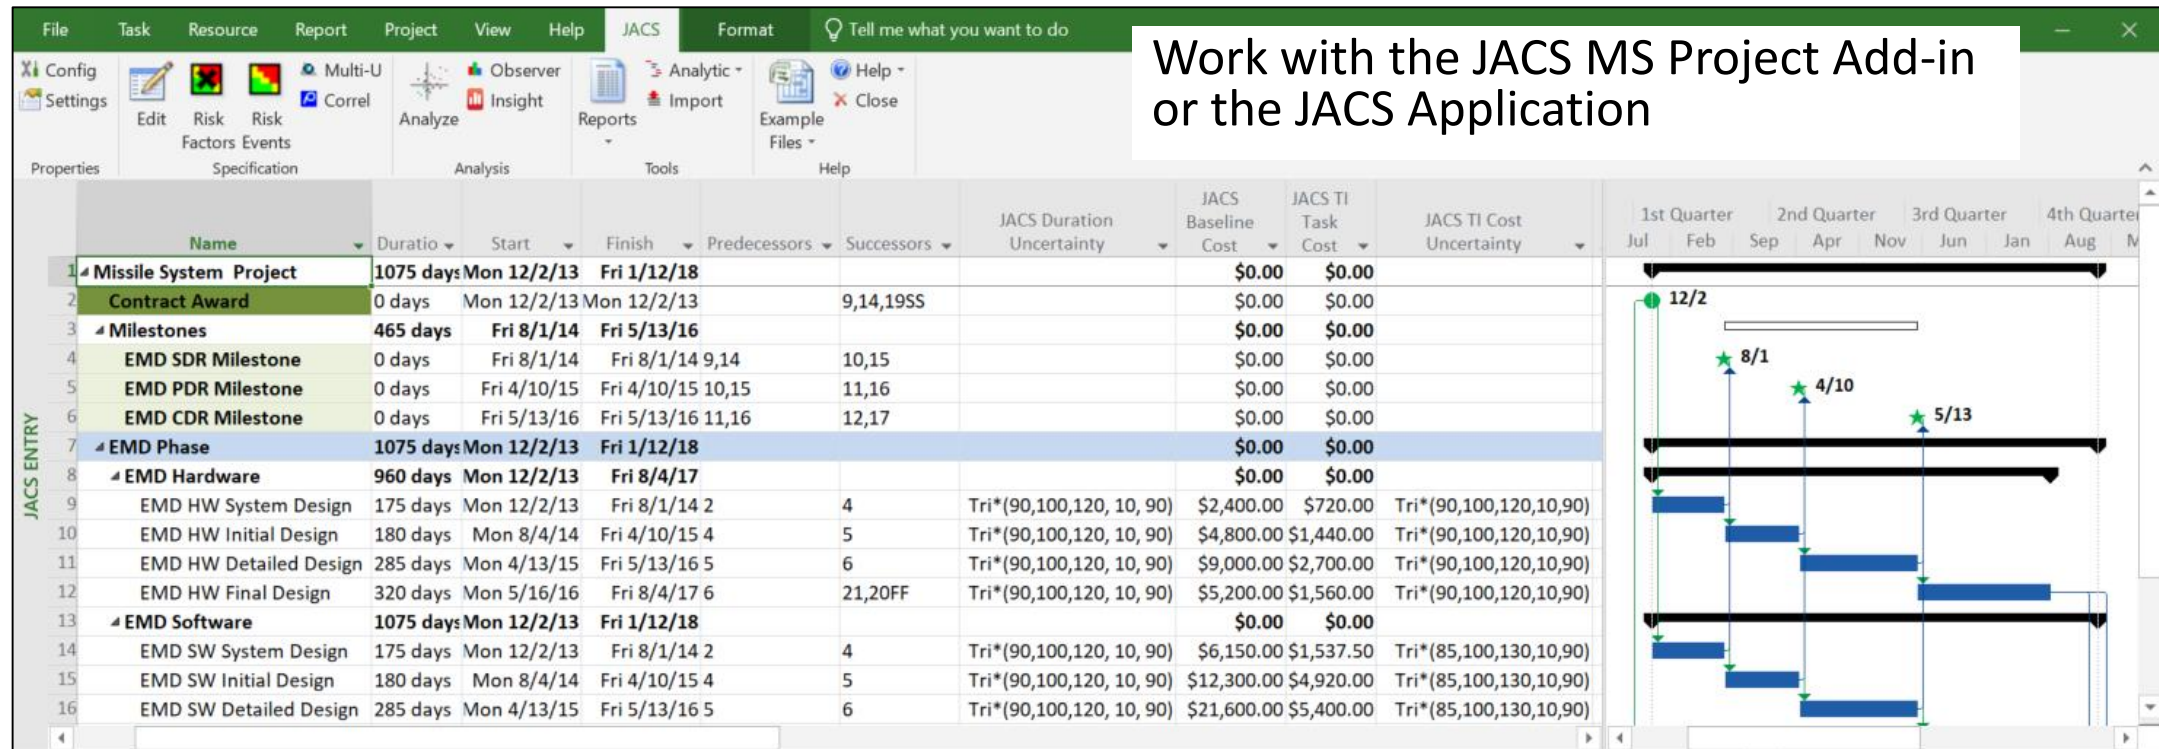 File Task Resource Report Project View Help JACS Format Tell me what you want to do
Work with the JACS MS Project Add-in
or the JACS Application
Config Multi-U Observer Analytic Help
Settings Correl Insight Import Close
Edit Risk Factors Risk Events Analyze Reports Example Files
Properties Specification Analysis Tools Help
Name Duratio Start Finish Predecessors Successors JACS Duration Uncertainty JACS Baseline Cost JACS TI Task Cost JACS TI Cost Uncertainty
1st Quarter 2nd Quarter 3rd Quarter 4th Quarter
Jul Feb Sep Apr Nov Jun Jan Aug
JACS ENTRY
1 Missile System Project 1075 days Mon 12/2/13 Fri 1/12/18 $0.00 $0.00
2 Contract Award 0 days Mon 12/2/13 Mon 12/2/13 9,14,19SS $0.00 $0.00 12/2
3 Milestones 465 days Fri 8/1/14 Fri 5/13/16 $0.00 $0.00
4 EMD SDR Milestone 0 days Fri 8/1/14 Fri 8/1/14 9,14 10,15 $0.00 $0.00 8/1
5 EMD PDR Milestone 0 days Fri 4/10/15 Fri 4/10/15 10,15 11,16 $0.00 $0.00 4/10
6 EMD CDR Milestone 0 days Fri 5/13/16 Fri 5/13/16 11,16 12,17 $0.00 $0.00 5/13
7 EMD Phase 1075 days Mon 12/2/13 Fri 1/12/18 $0.00 $0.00
8 EMD Hardware 960 days Mon 12/2/13 Fri 8/4/17 $0.00 $0.00
9 EMD HW System Design 175 days Mon 12/2/13 Fri 8/1/14 2 4 Tri*(90,100,120, 10, 90) $2,400.00 $720.00 Tri*(90,100,120,10,90)
10 EMD HW Initial Design 180 days Mon 8/4/14 Fri 4/10/15 4 5 Tri*(90,100,120, 10, 90) $4,800.00 $1,440.00 Tri*(90,100,120,10,90)
11 EMD HW Detailed Design 285 days Mon 4/13/15 Fri 5/13/16 5 6 Tri*(90,100,120, 10, 90) $9,000.00 $2,700.00 Tri*(90,100,120,10,90)
12 EMD HW Final Design 320 days Mon 5/16/16 Fri 8/4/17 6 21,20FF Tri*(90,100,120, 10, 90) $5,200.00 $1,560.00 Tri*(90,100,120,10,90)
13 EMD Software 1075 days Mon 12/2/13 Fri 1/12/18 $0.00 $0.00
14 EMD SW System Design 175 days Mon 12/2/13 Fri 8/1/14 2 4 Tri*(90,100,120, 10, 90) $6,150.00 $1,537.50 Tri*(85,100,130,10,90)
15 EMD SW Initial Design 180 days Mon 8/4/14 Fri 4/10/15 4 5 Tri*(90,100,120, 10, 90) $12,300.00 $4,920.00 Tri*(85,100,130,10,90)
16 EMD SW Detailed Design 285 days Mon 4/13/15 Fri 5/13/16 5 6 Tri*(90,100,120, 10, 90) $21,600.00 $5,400.00 Tri*(85,100,130,10,90)